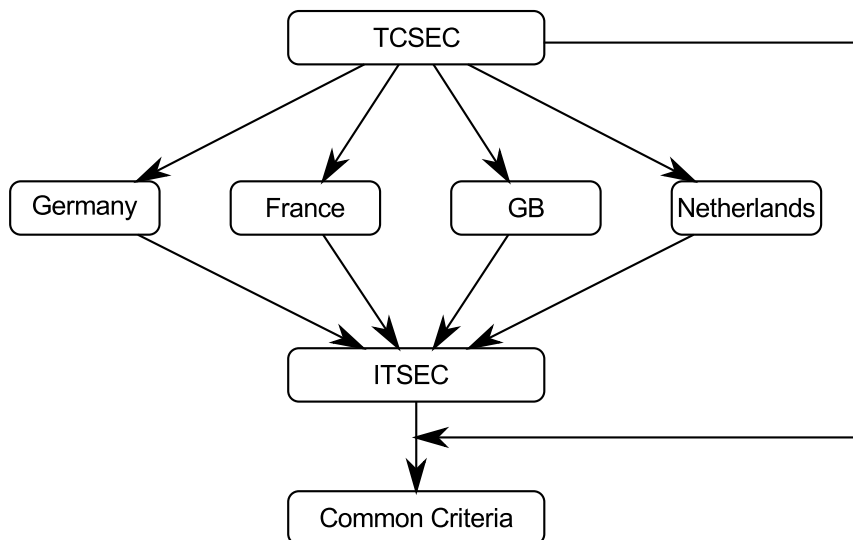 TCSEC
Germany
France
GB
Netherlands
ITSEC
Common Criteria